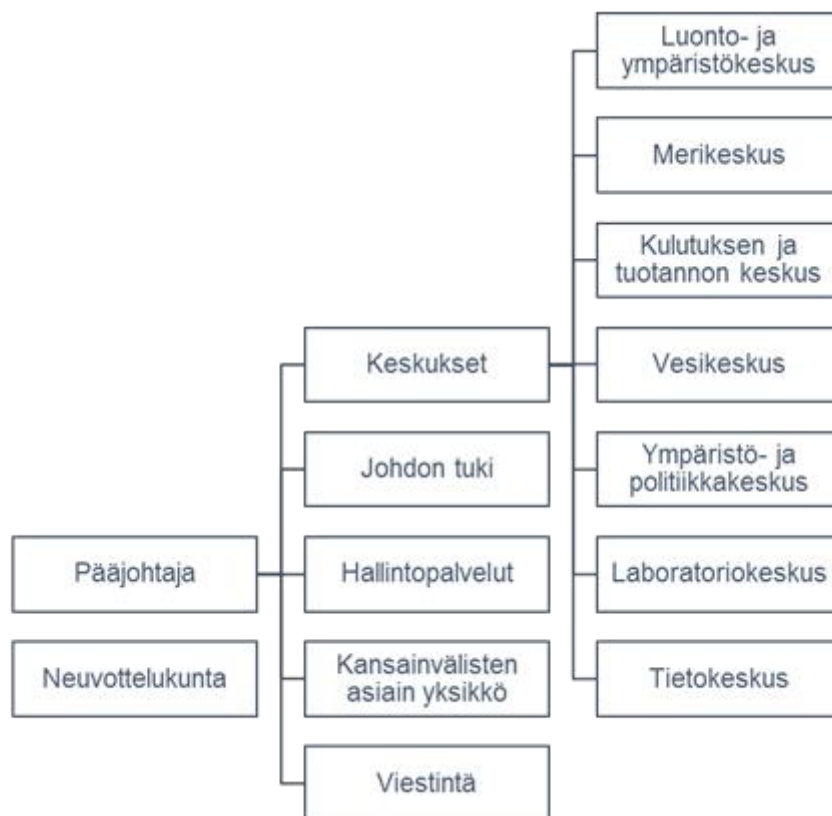 Pääjohtaja
Neuvottelukunta
Keskukset
Johdon tuki
Hallintopalvelut
Kansainvälisten
asiain yksikkö
Viestintä
Luonto- ja
ympäristökeskus
Merikeskus
Kulutuksen ja
tuotannon keskus
Vesikeskus
Ympäristö- ja
politiikkakeskus
Laboratoriokeskus
Tietokeskus